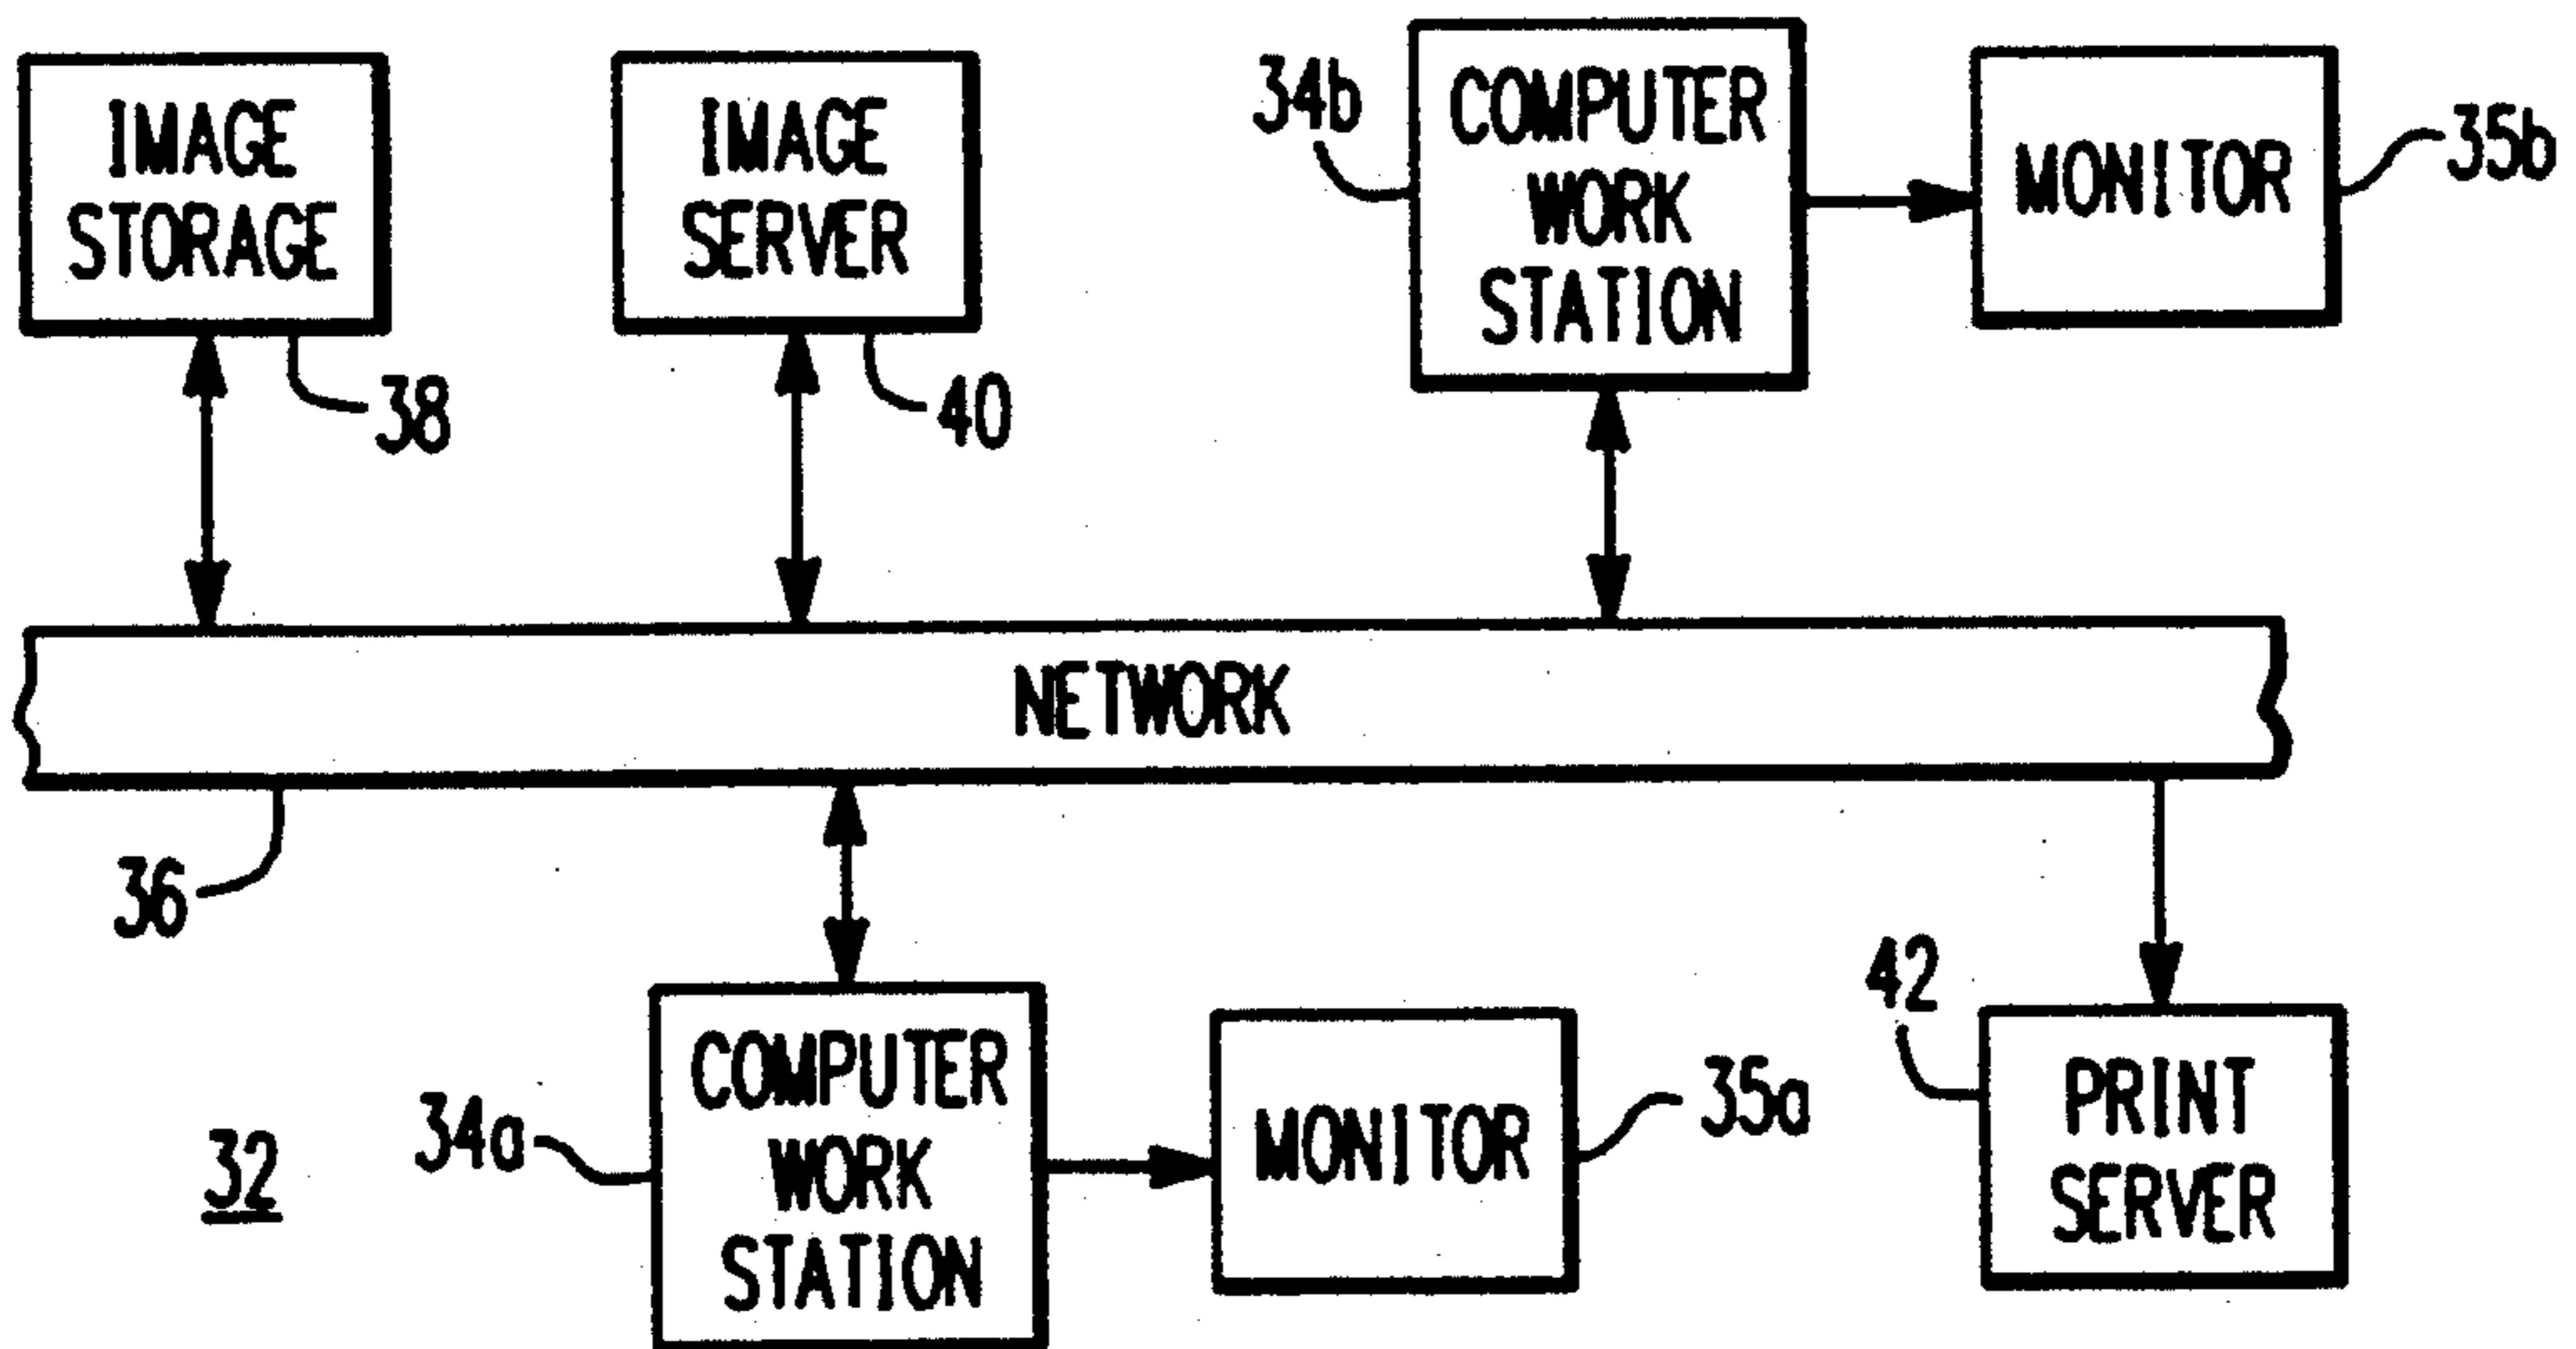 IMAGE
STORAGE
38
IMAGE
SERVER
40
34b
COMPUTER
WORK
STATION
MONITOR
35b
NETWORK
36
32
34a
COMPUTER
WORK
STATION
MONITOR
35a
42
PRINT
SERVER